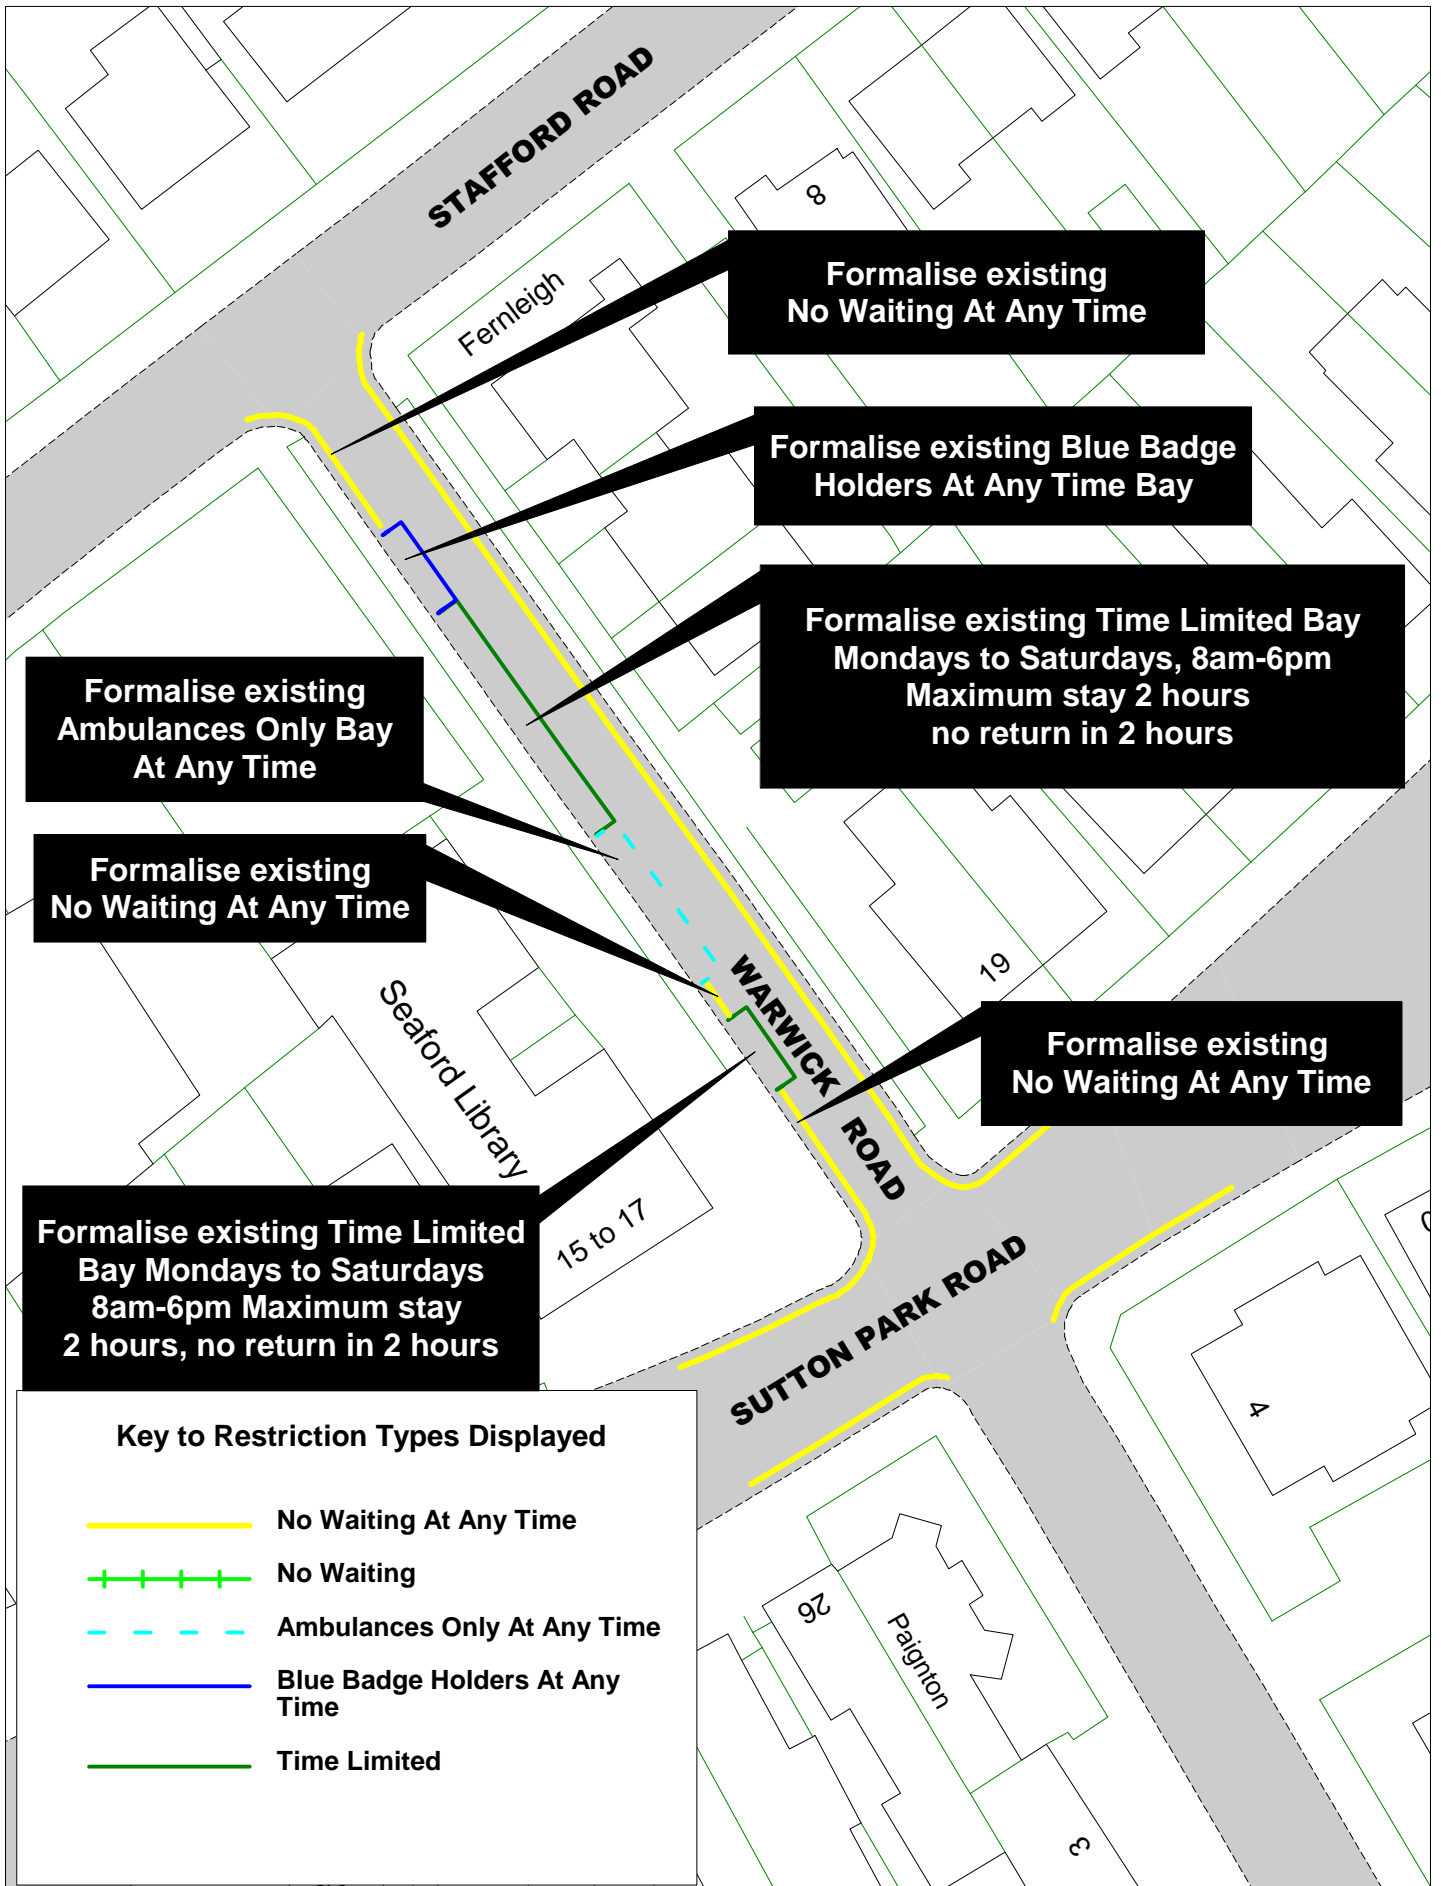 STAFFORD ROAD
8
Fernleigh
Formalise existing
No Waiting At Any Time
Formalise existing Blue Badge
Holders At Any Time Bay
Formalise existing Time Limited Bay
Mondays to Saturdays, 8am-6pm
Maximum stay 2 hours
no return in 2 hours
Formalise existing
Ambulances Only Bay
At Any Time
Formalise existing
No Waiting At Any Time
Seaford Library
WARWICK ROAD
19
Formalise existing
No Waiting At Any Time
Formalise existing Time Limited
Bay Mondays to Saturdays
8am-6pm Maximum stay
2 hours, no return in 2 hours
15 to 17
SUTTON PARK ROAD
4
26
Paignton
3
Key to Restriction Types Displayed
No Waiting At Any Time
No Waiting
Ambulances Only At Any Time
Blue Badge Holders At Any
Time
Time Limited